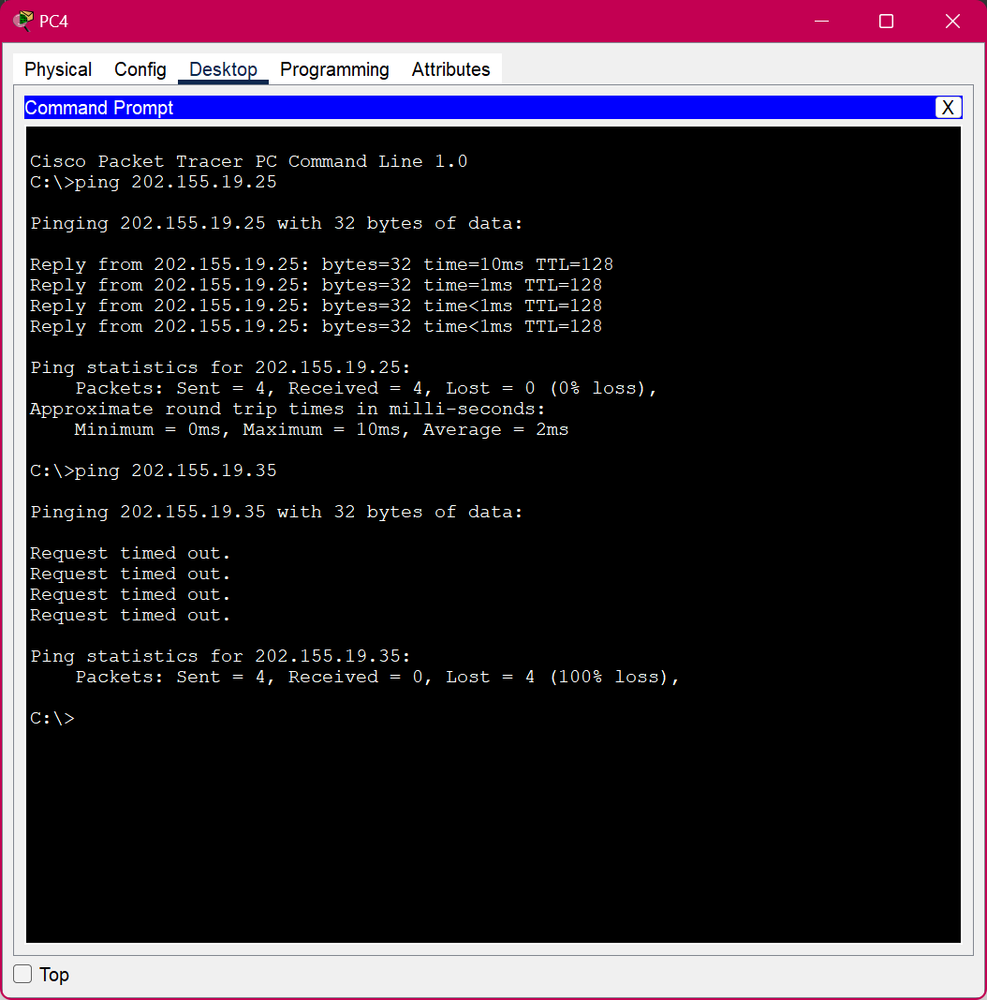 PC4
Physical Config Desktop Programming Attributes
Command Prompt X
Cisco Packet Tracer PC Command Line 1.0
C:\>ping 202.155.19.25
Pinging 202.155.19.25 with 32 bytes of data:
Reply from 202.155.19.25: bytes=32 time=10ms TTL=128
Reply from 202.155.19.25: bytes=32 time=1ms TTL=128
Reply from 202.155.19.25: bytes=32 time<1ms TTL=128
Reply from 202.155.19.25: bytes=32 time<1ms TTL=128
Ping statistics for 202.155.19.25:
    Packets: Sent = 4, Received = 4, Lost = 0 (0% loss),
Approximate round trip times in milli-seconds:
    Minimum = 0ms, Maximum = 10ms, Average = 2ms
C:\>ping 202.155.19.35
Pinging 202.155.19.35 with 32 bytes of data:
Request timed out.
Request timed out.
Request timed out.
Request timed out.
Ping statistics for 202.155.19.35:
    Packets: Sent = 4, Received = 0, Lost = 4 (100% loss),
C:\>
Top